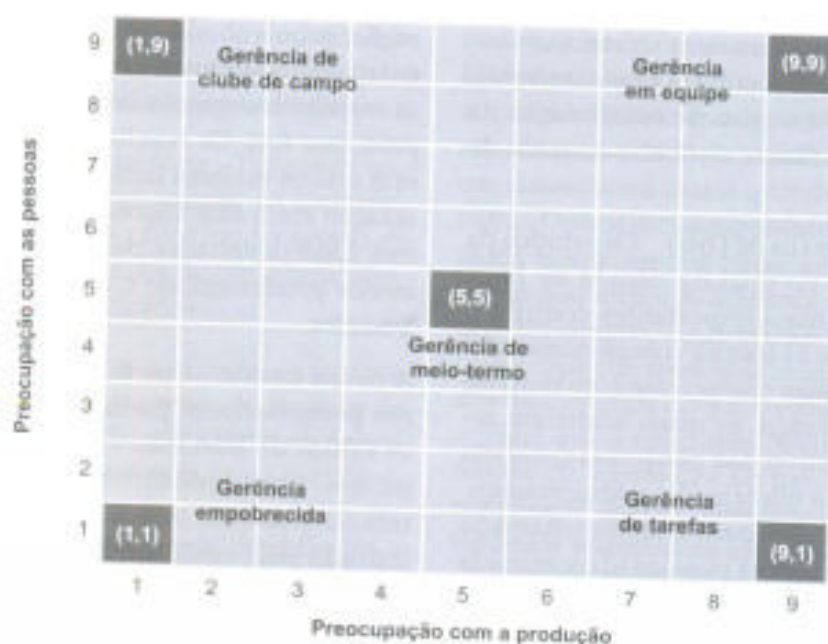 Preocupação com as pessoas
9
8
7
6
5
4
3
2
1
(1,9)
Gerência de
clube de campo
Gerência
em equipe
(9,9)
(5,5)
Gerência de
meio-termo
Gerência
empobrecida
(1,1)
Gerência
de tarefas
(9,1)
1 2 3 4 5 6 7 8 9
Preocupação com a produção